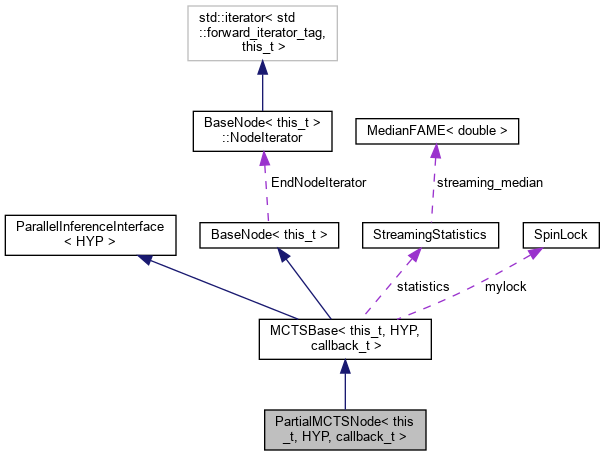 std::iterator< std
::forward_iterator_tag,
this_t >
BaseNode< this_t >
::NodeIterator
MedianFAME< double >
EndNodeIterator
streaming_median
ParallelInferenceInterface
< HYP >
BaseNode< this_t >
StreamingStatistics
SpinLock
statistics
mylock
MCTSBase< this_t, HYP,
callback_t >
PartialMCTSNode< this
_t, HYP, callback_t >